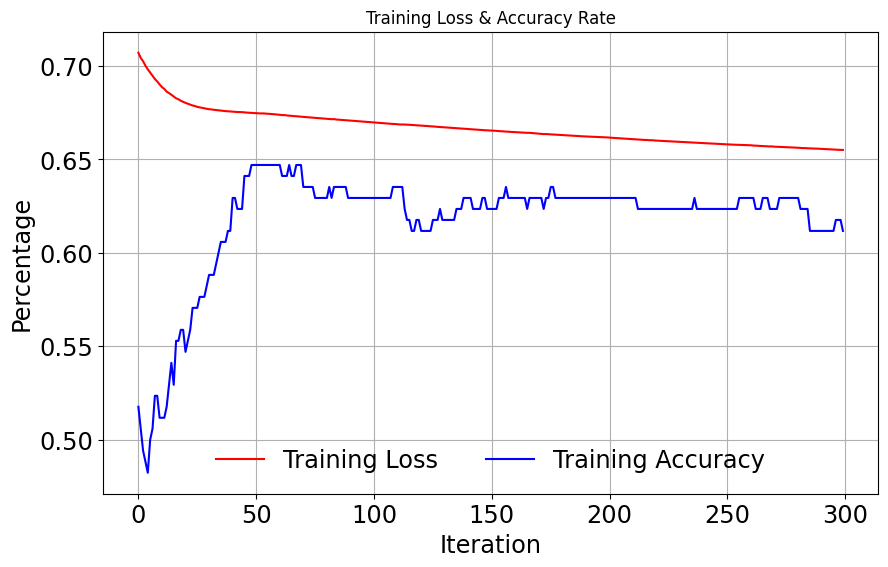 Training Loss & Accuracy Rate
0.70
0.65
0.60
0.55
0.50
Percentage
Training Loss
Training Accuracy
0 50 100 150 200 250 300
Iteration